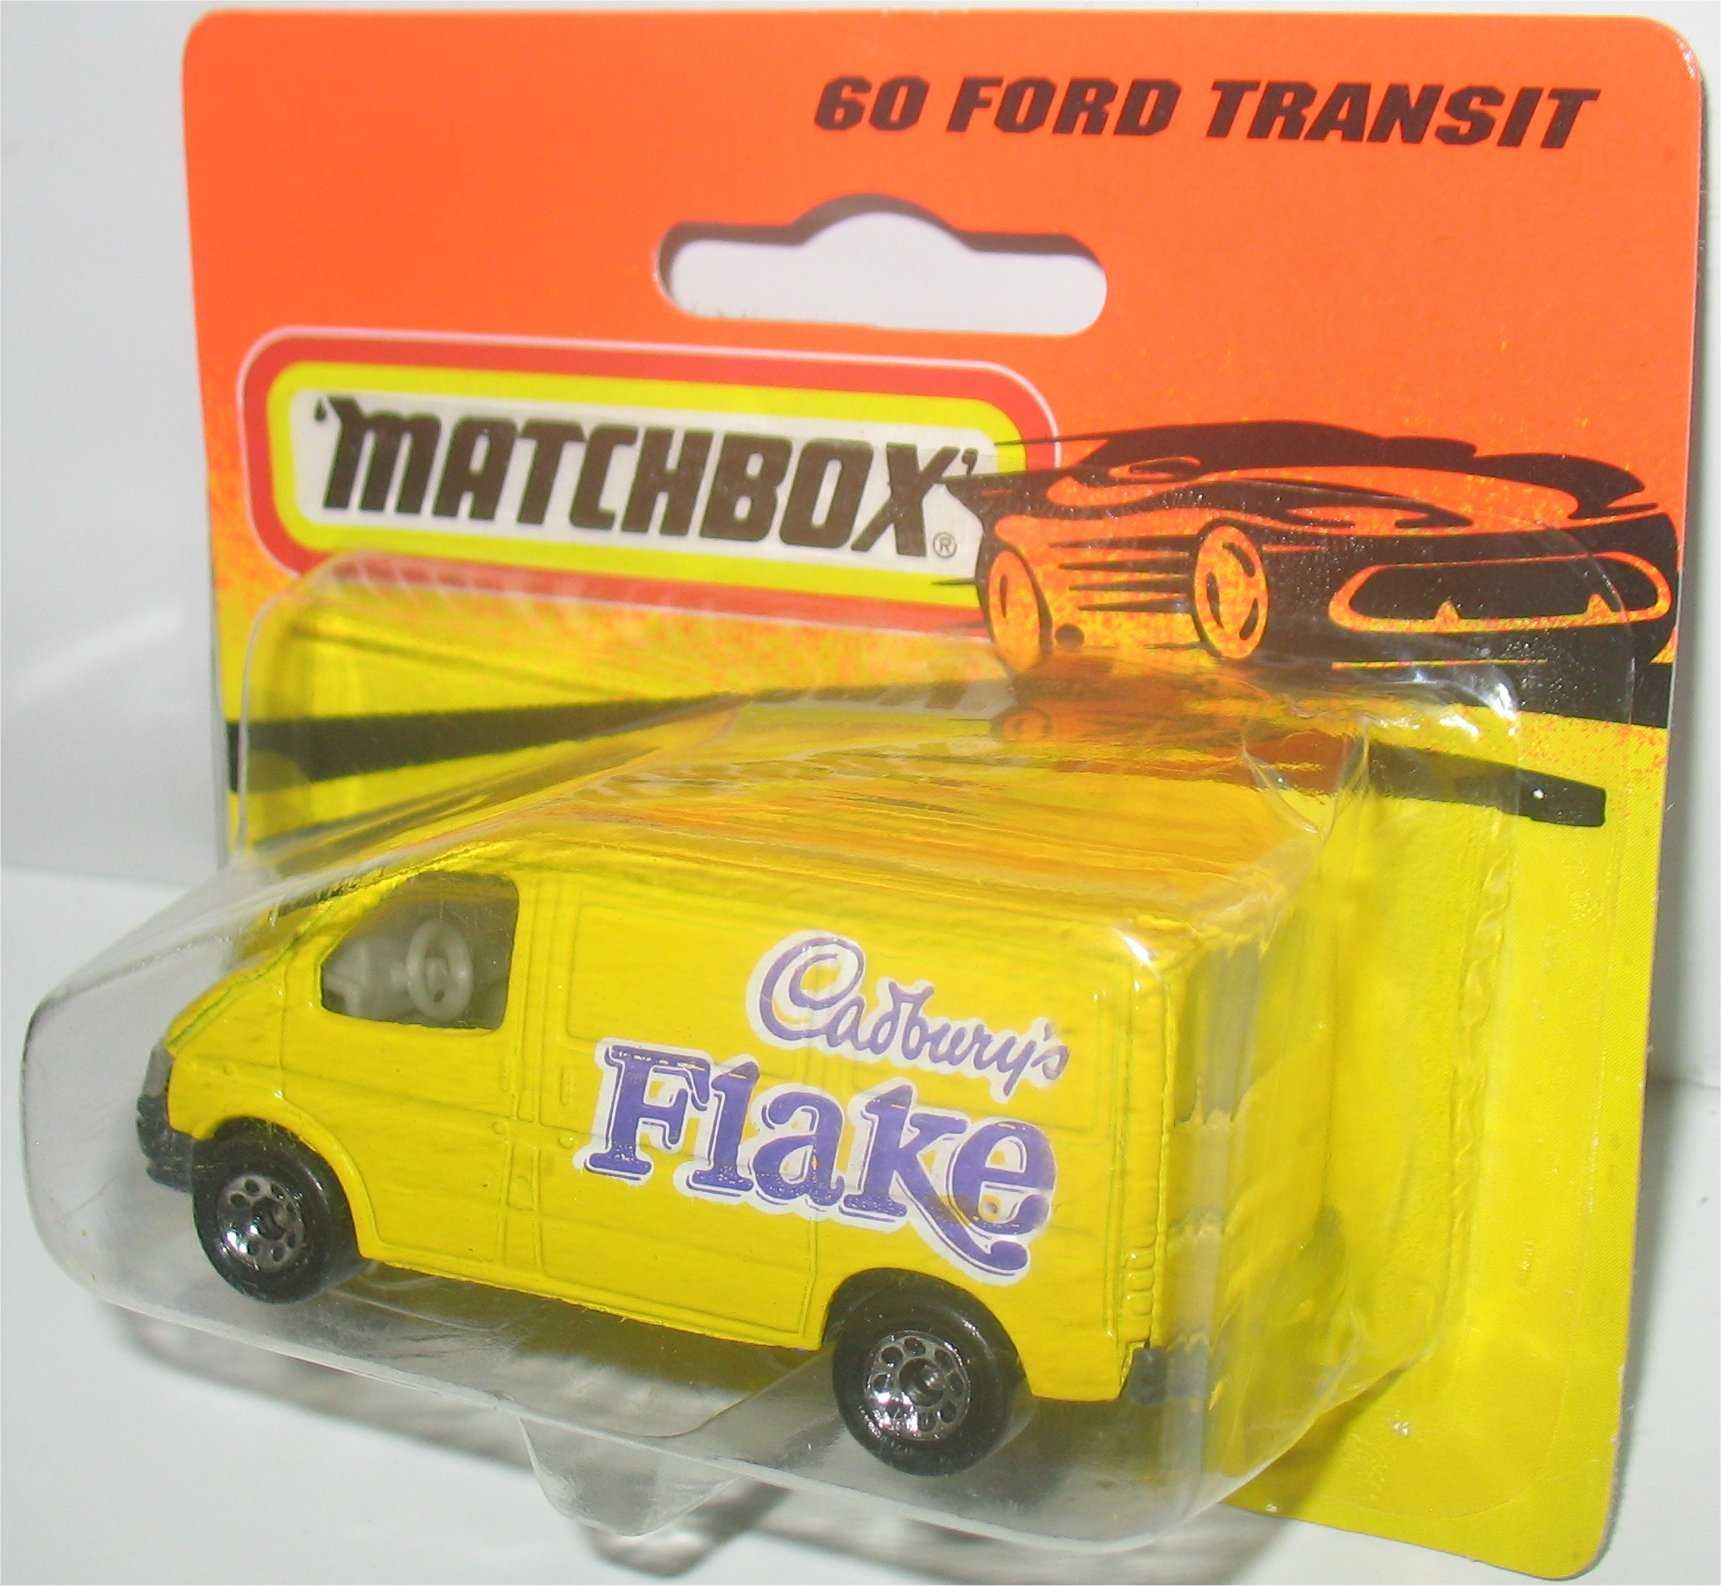 60 FORD TRANSIT
'MATCHBOX'®
Cadbury's
Flake